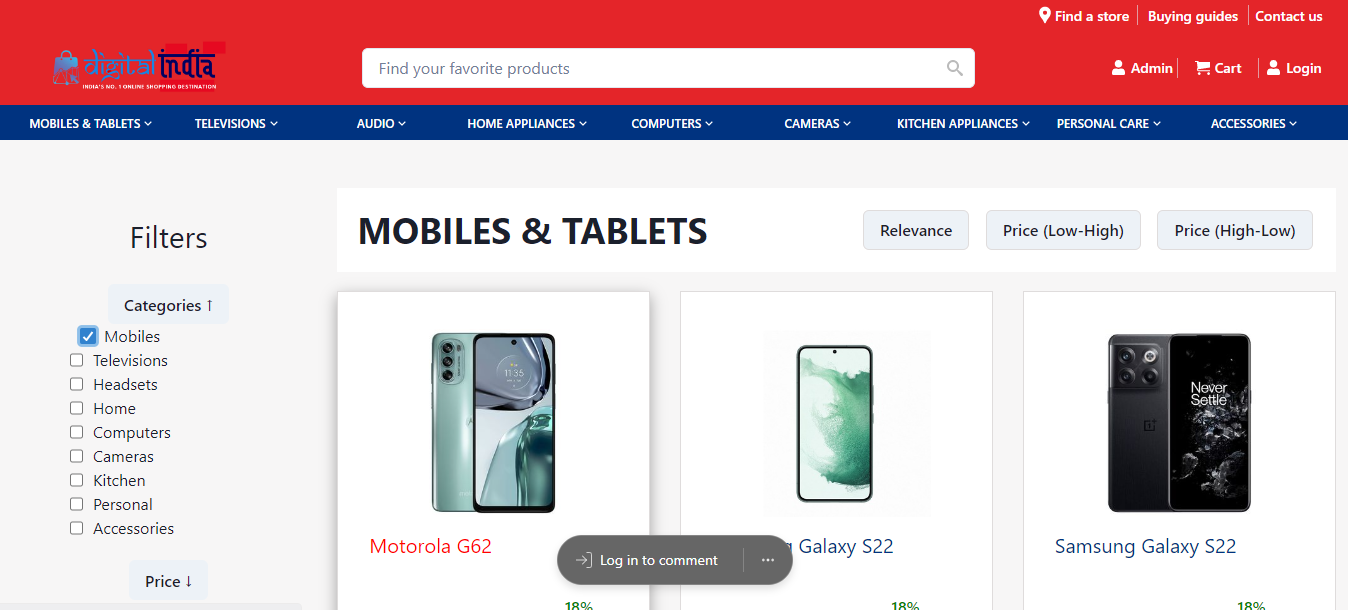 Find a store
Buying guides
Contact us
digital india
INDIA'S NO. 1 ONLINE SHOPPING DESTINATION
Find your favorite products
Admin
Cart
Login
MOBILES & TABLETS
TELEVISIONS
AUDIO
HOME APPLIANCES
COMPUTERS
CAMERAS
KITCHEN APPLIANCES
PERSONAL CARE
ACCESSORIES
Filters
Categories ↑
Mobiles
Televisions
Headsets
Home
Computers
Cameras
Kitchen
Personal
Accessories
Price ↓
MOBILES & TABLETS
Relevance
Price (Low-High)
Price (High-Low)
11:35
Never
Settle
Motorola G62
Galaxy S22
Samsung Galaxy S22
Log in to comment
18%
18%
18%